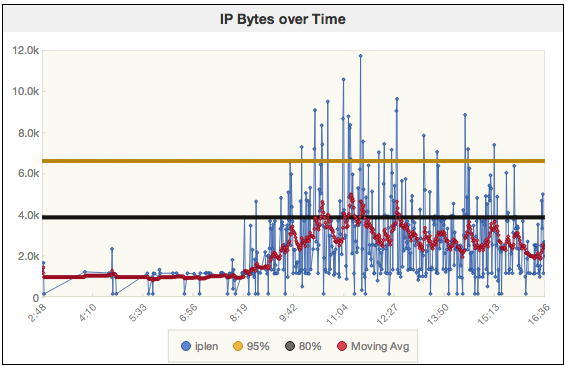 IP Bytes over Time
12.0k
10.0k
8.0k
6.0k
4.0k
2.0k
0
2:48 4:10 5:33 6:56 8:19 9:42 11:04 12:27 13:50 15:13 16:36
iplen 95% 80% Moving Avg